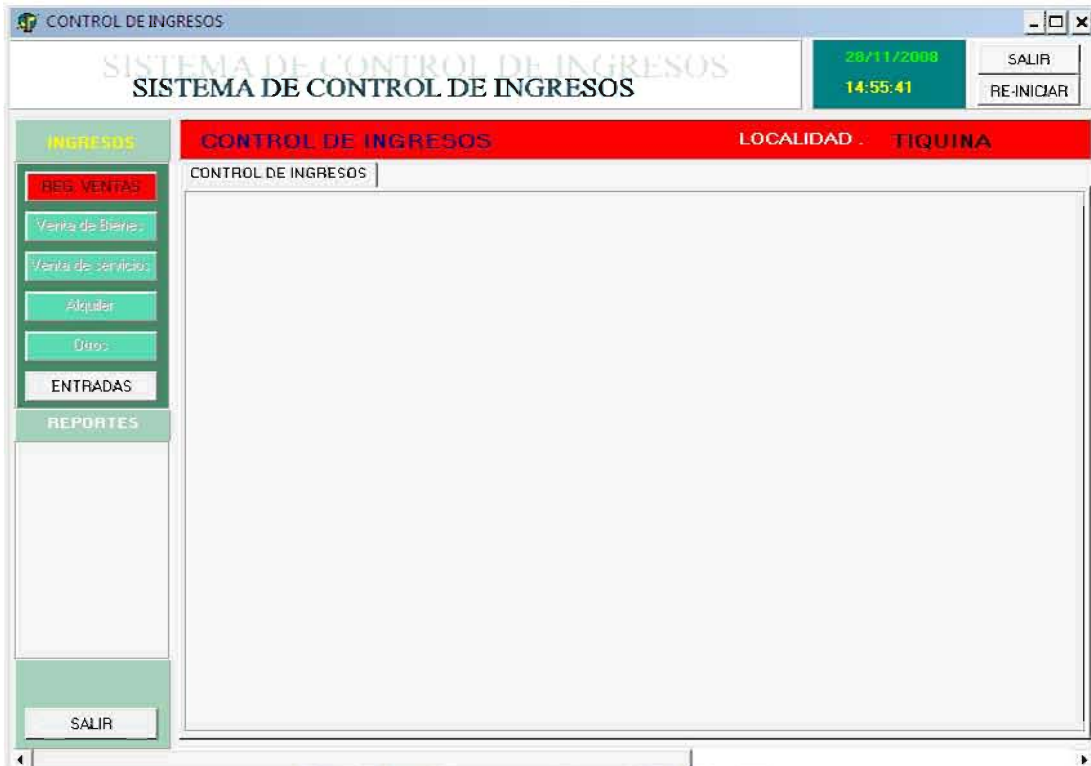 CONTROL DE INGRESOS
SISTEMA DE CONTROL DE INGRESOS
SISTEMA DE CONTROL DE INGRESOS
28/11/2008
14:55:41
SALIR
RE-INICIAR
INGRESOS
CONTROL DE INGRESOS
LOCALIDAD .
TIQUINA
CONTROL DE INGRESOS
REG. VENTAS
Venta de Bienes
Venta de servicios
Alquiler
Otros
ENTRADAS
REPORTES
SALIR